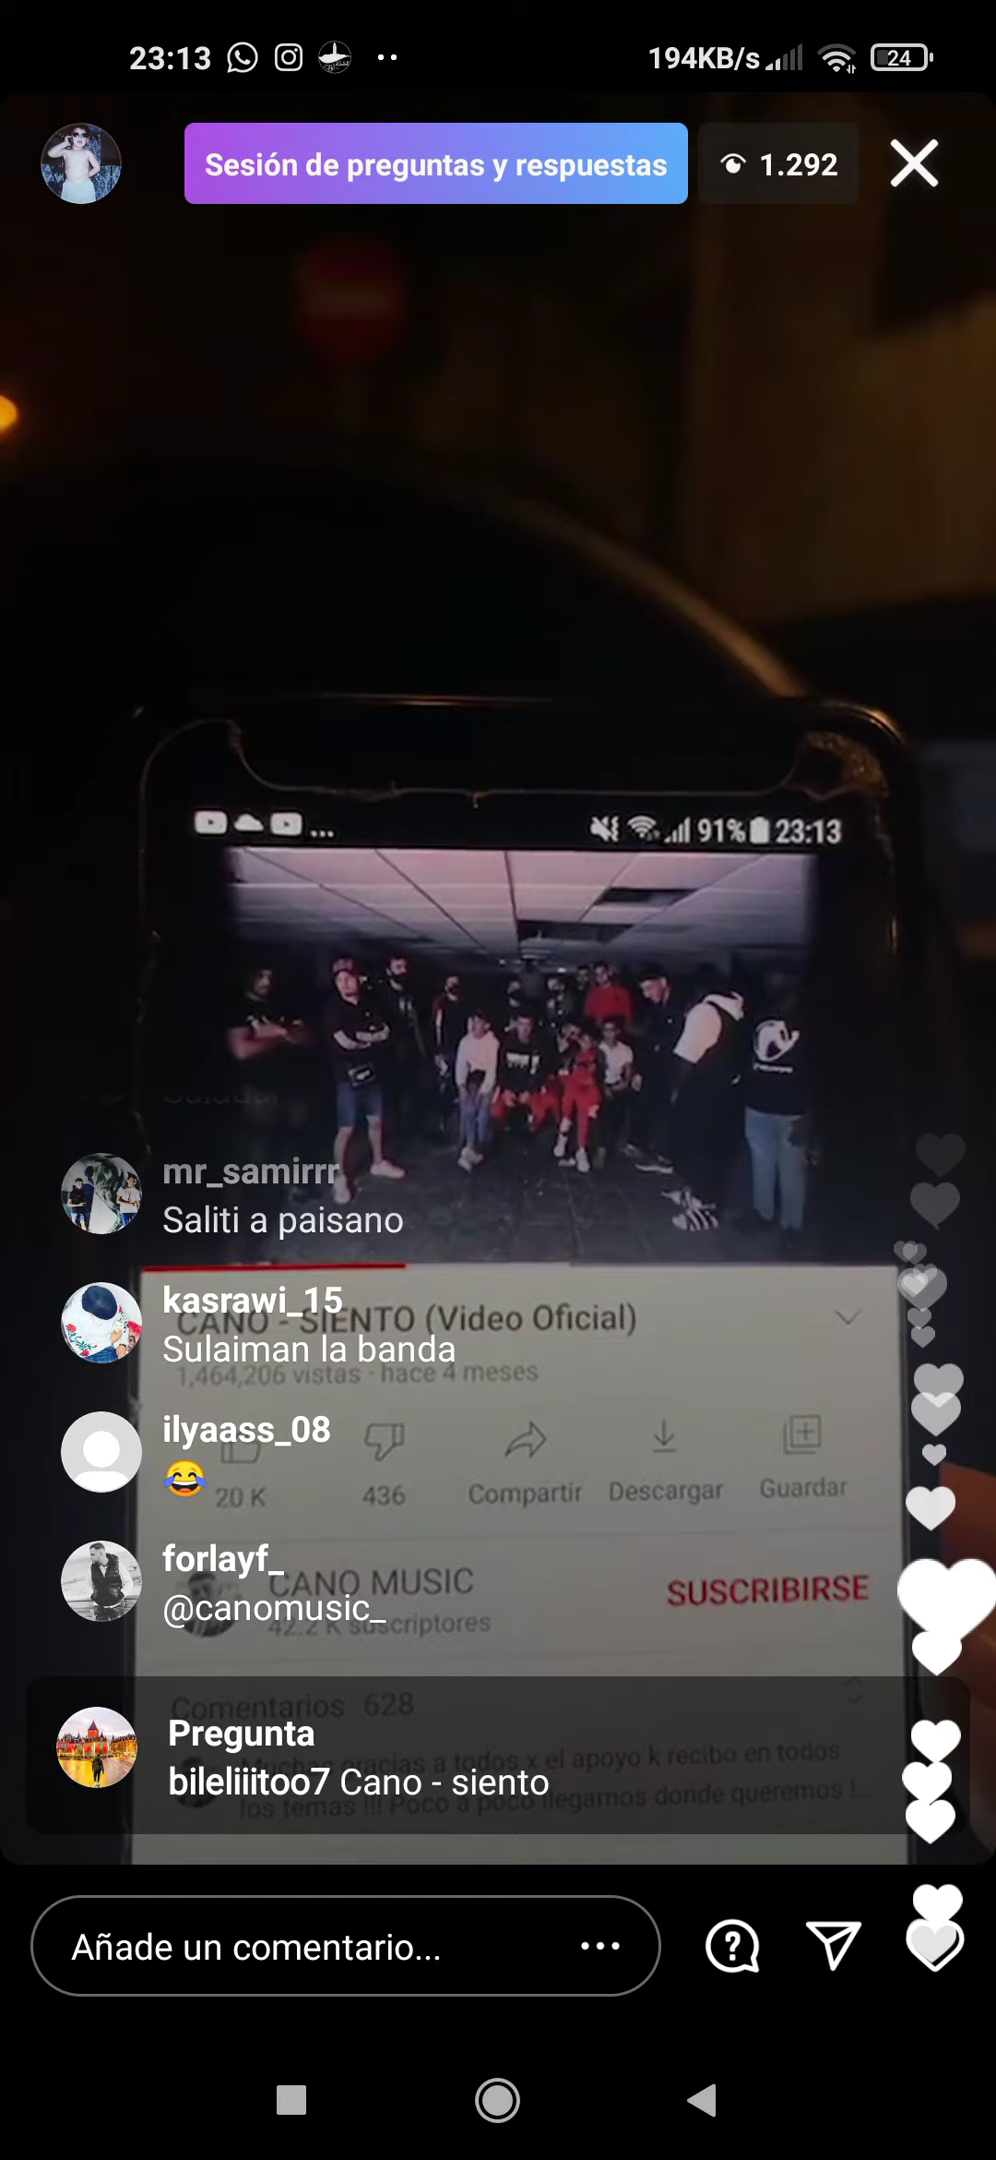 23:13
194KB/s
24
Sesión de preguntas y respuestas
1.292
... 91% 23:13
mr_samirrr
Saliti a paisano
kasrawi_15
CANO - SIENTO (Video Oficial)
Sulaiman la banda
1,464,206 vistas · hace 4 meses
ilyaass_08
😂
20 K 436 Compartir Descargar Guardar
forlayf_
CANO MUSIC
SUSCRIBIRSE
@canomusic_
42.2 K suscriptores
Comentarios 628
Pregunta
Muchas gracias a todos x el apoyo k recibo en todos
bileliiitoo7 Cano - siento
los temas !!! Poco a poco llegamos donde queremos !...
Añade un comentario...